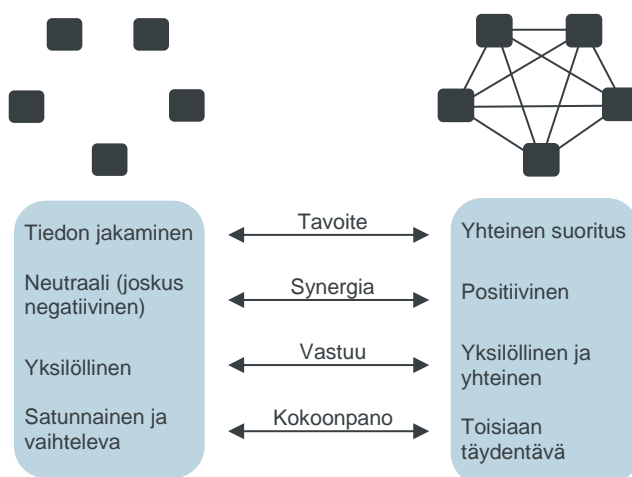 Tiedon jakaminen
Tavoite
Yhteinen suoritus
Neutraali (joskus
negatiivinen)
Synergia
Positiivinen
Yksilöllinen
Vastuu
Yksilöllinen ja
yhteinen
Satunnainen ja
vaihteleva
Kokoonpano
Toisiaan
täydentävä